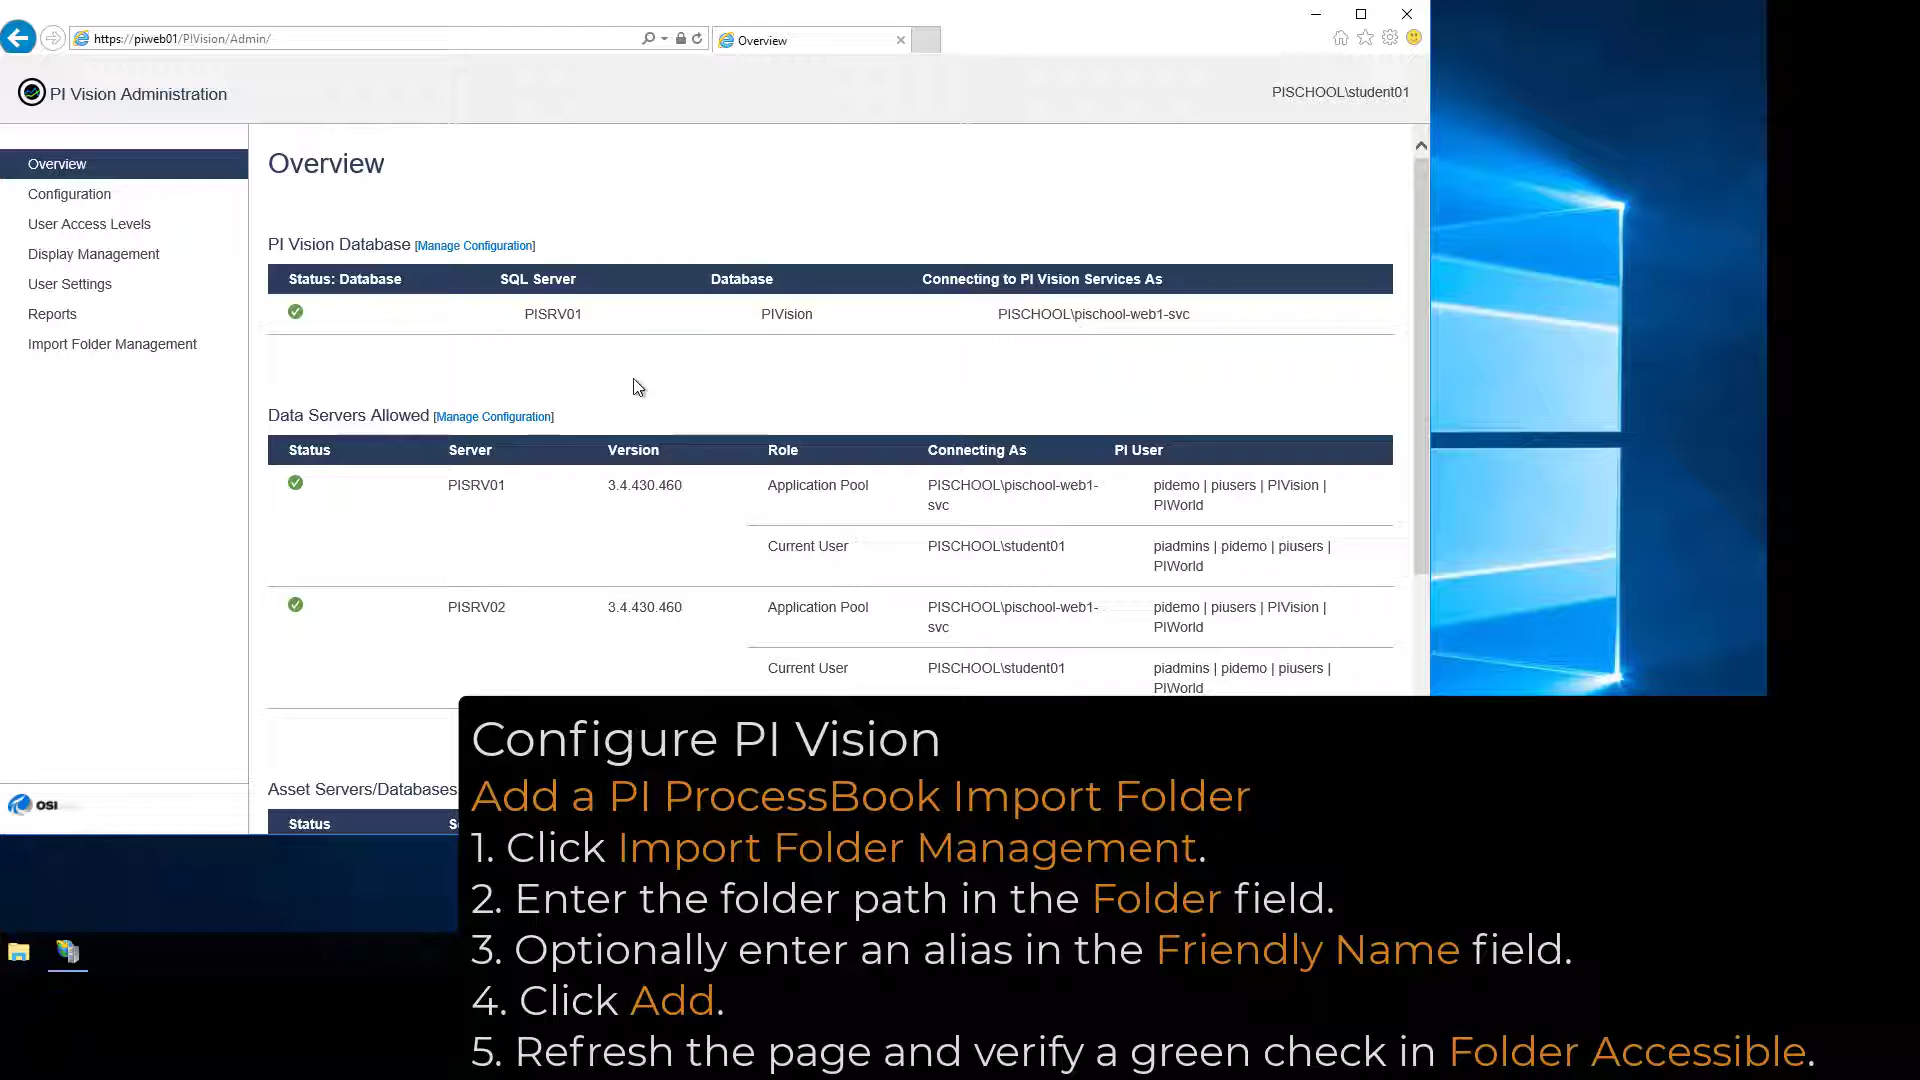 https://piweb01/PIVision/Admin/
Overview
PI Vision Administration
PISCHOOL\student01
Overview
Configuration
User Access Levels
Display Management
User Settings
Reports
Import Folder Management
OSI
Overview
PI Vision Database [Manage Configuration]
Status: Database SQL Server Database Connecting to PI Vision Services As
PISRV01 PIVision PISCHOOL\pischool-web1-svc
Data Servers Allowed [Manage Configuration]
Status Server Version Role Connecting As PI User
PISRV01 3.4.430.460 Application Pool PISCHOOL\pischool-web1- pidemo | piusers | PIVision |
svc PIWorld
Current User PISCHOOL\student01 piadmins | pidemo | piusers |
PIWorld
PISRV02 3.4.430.460 Application Pool PISCHOOL\pischool-web1- pidemo | piusers | PIVision |
svc PIWorld
Current User PISCHOOL\student01 piadmins | pidemo | piusers |
PIWorld
Asset Servers/Databases
Status
Configure PI Vision
Add a PI ProcessBook Import Folder
1. Click Import Folder Management.
2. Enter the folder path in the Folder field.
3. Optionally enter an alias in the Friendly Name field.
4. Click Add.
5. Refresh the page and verify a green check in Folder Accessible.